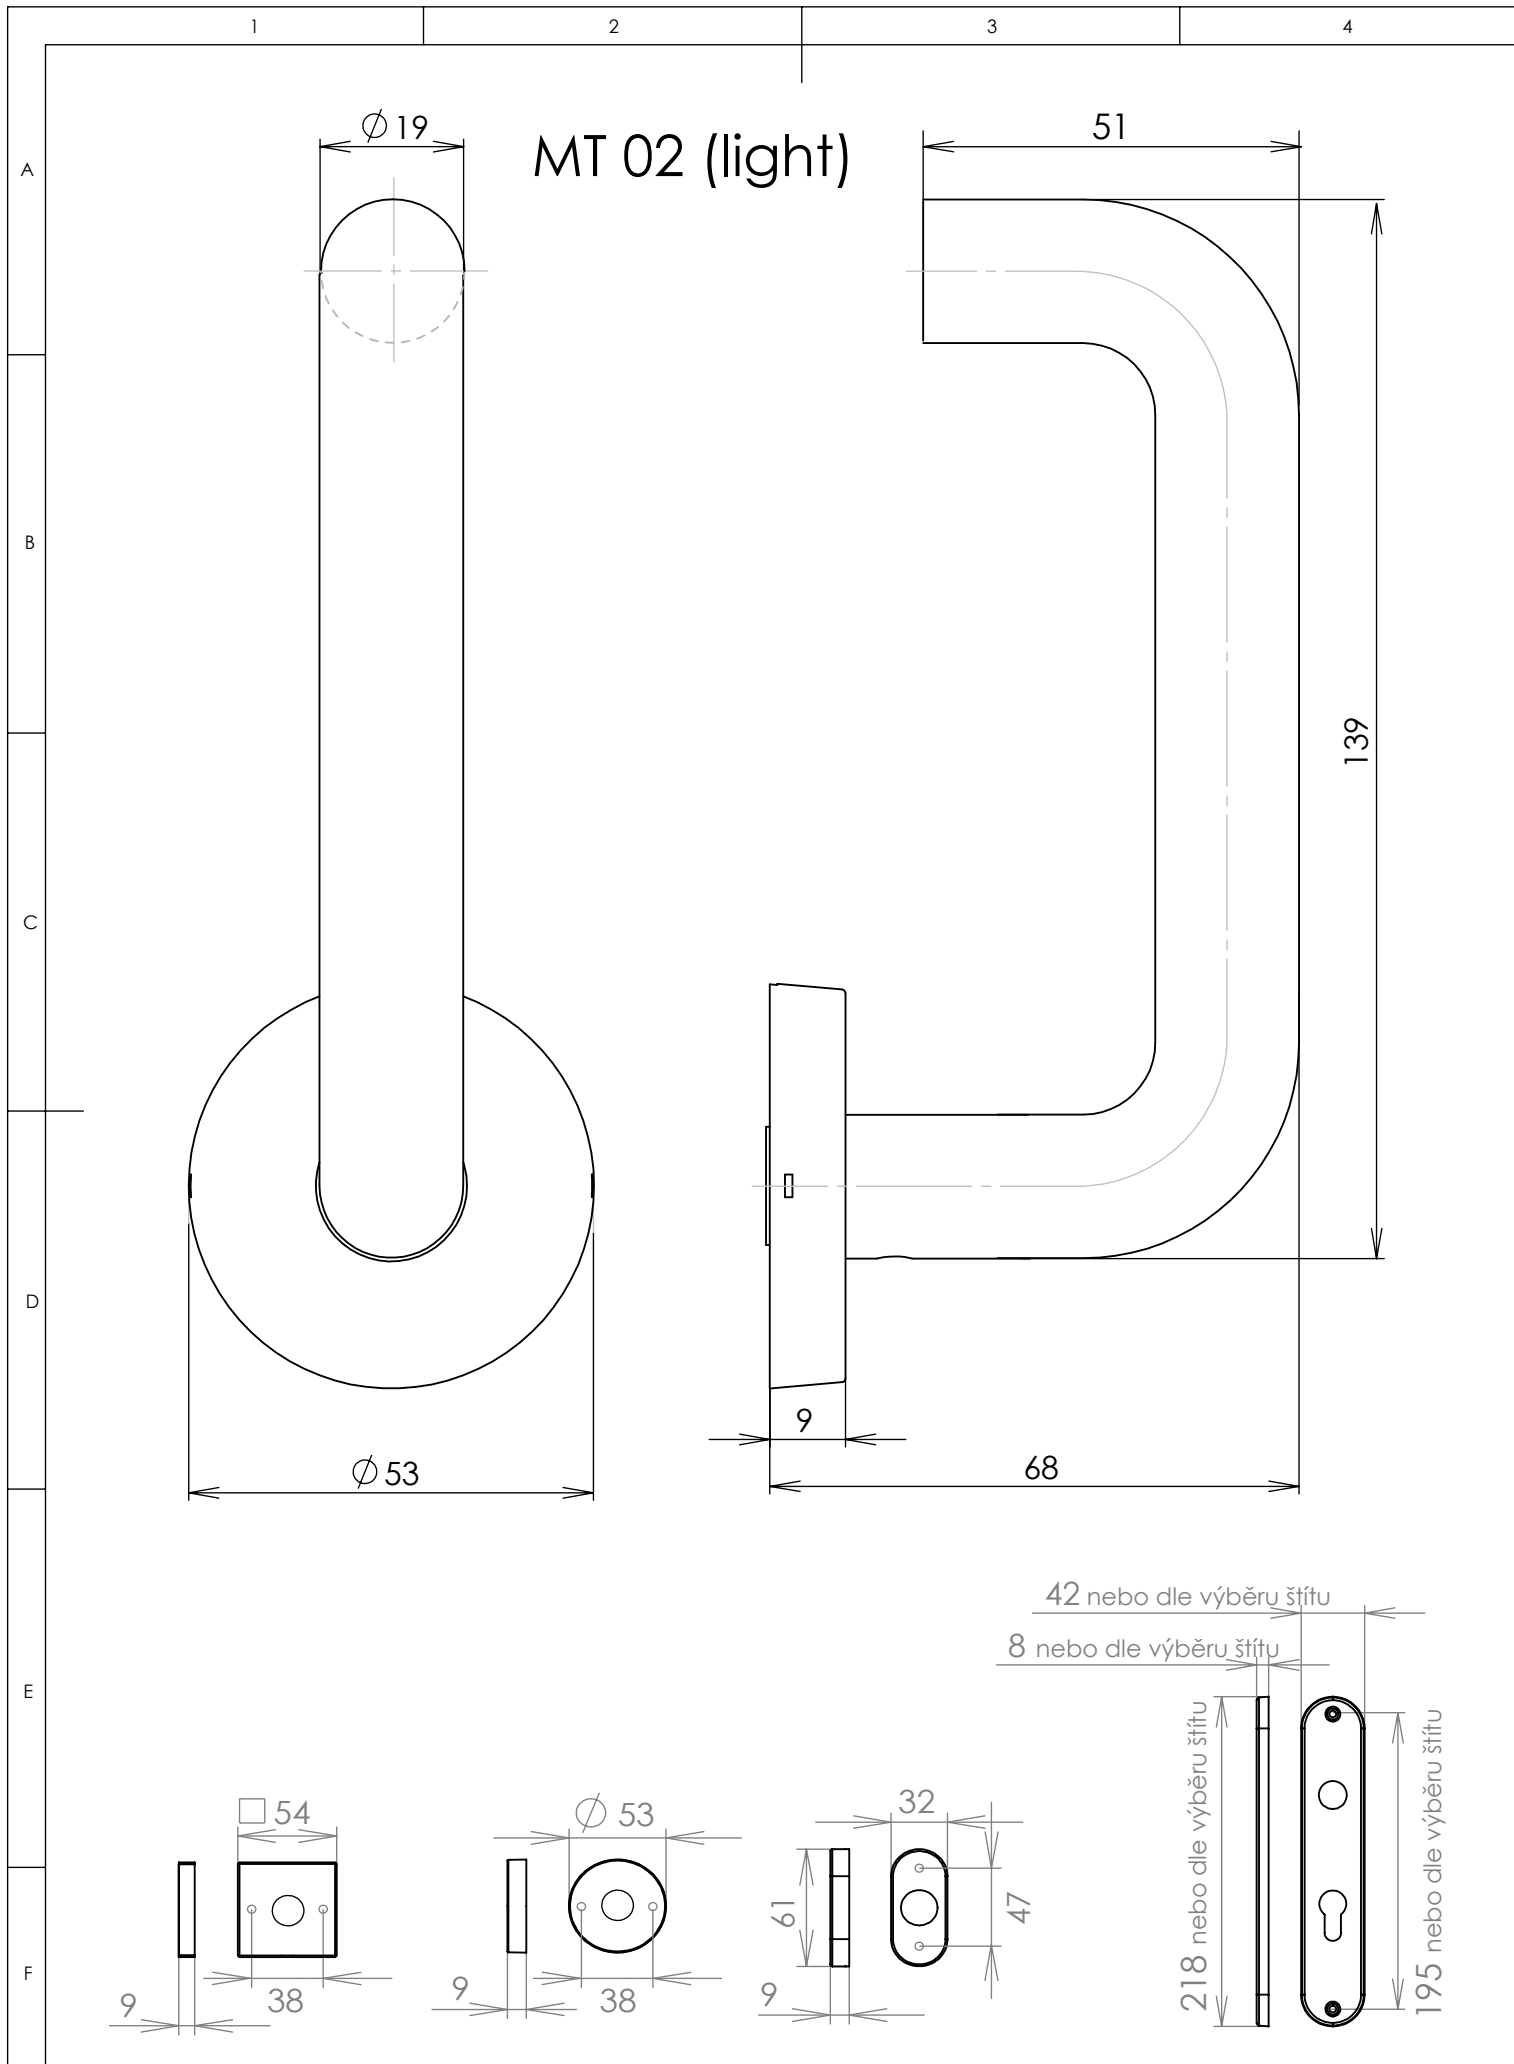 1
2
3
4
A
B
C
D
E
F
MT 02 (light)
∅ 19
51
139
9
68
∅ 53
42 nebo dle výběru štítu
8 nebo dle výběru štítu
218 nebo dle výběru štítu
195 nebo dle výběru štítu
□ 54
38
9
∅ 53
38
9
32
61
47
9